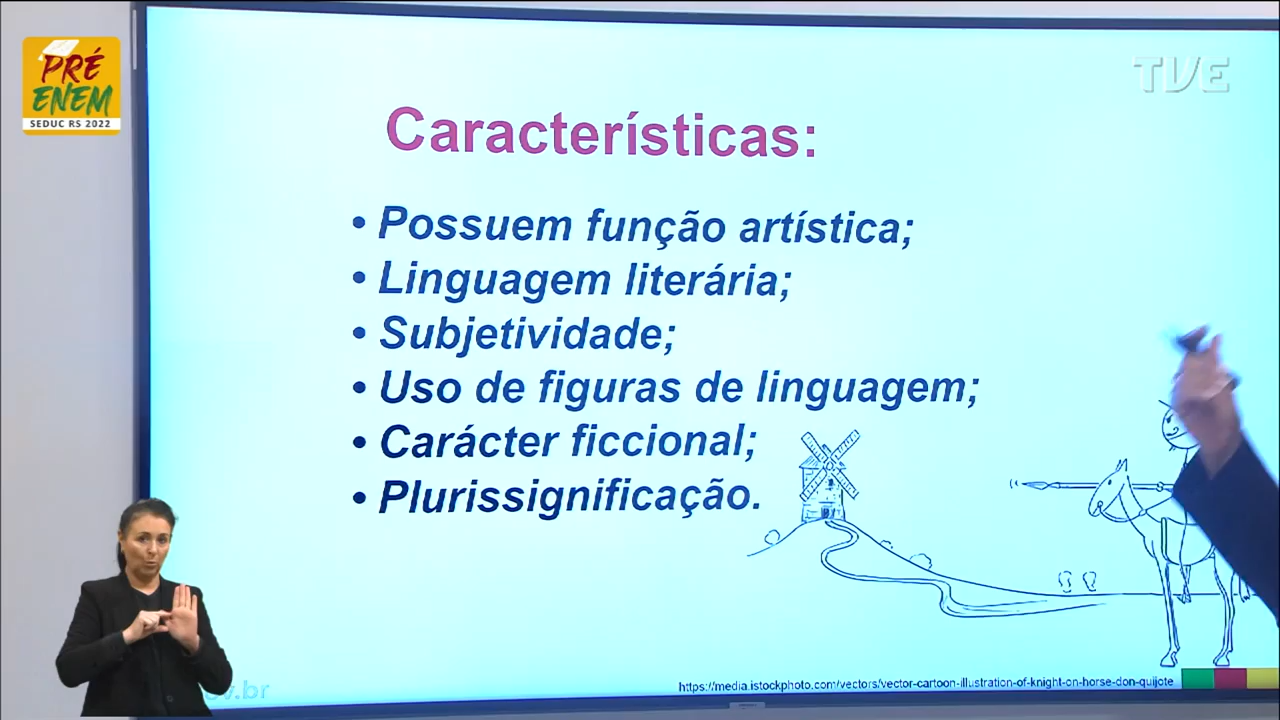 PRÉ
ENEM
SEDUC RS 2022
TVE
Características:
• Possuem função artística;
• Linguagem literária;
• Subjetividade;
• Uso de figuras de linguagem;
• Carácter ficcional;
• Plurissignificação.
.br
https://media.istockphoto.com/vectors/vector-cartoon-illustration-of-knight-on-horse-don-quijote